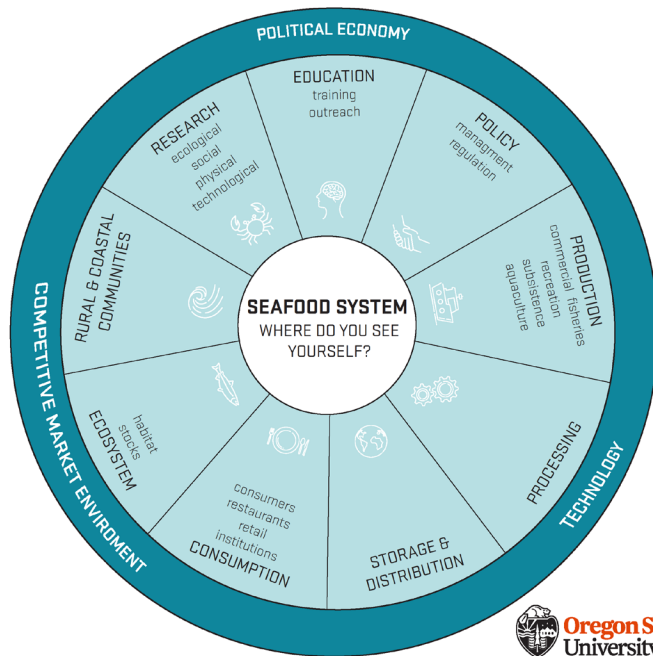 POLITICAL ECONOMY
EDUCATION
training
outreach
POLICY
managment
regulation
PRODUCTION
commercial fisheries
recreation
subsistence
aquaculture
PROCESSING
TECHNOLOGY
STORAGE &
DISTRIBUTION
consumers
restaurants
retail
institutions
CONSUMPTION
habitat
stocks
ECOSYSTEM
COMPETITIVE MARKET ENVIROMENT
RURAL & COASTAL
COMMUNITIES
RESEARCH
ecological
social
physical
technological
SEAFOOD SYSTEM
WHERE DO YOU SEE
YOURSELF?
Oregon S
University